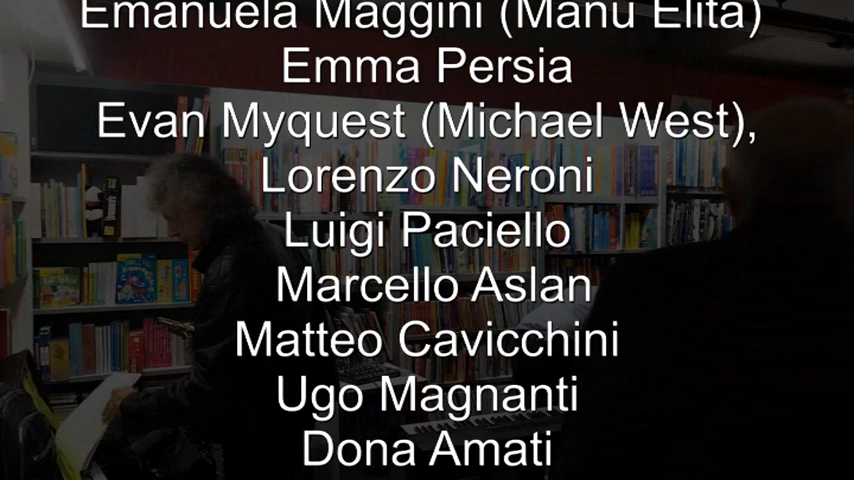 Emanuela Maggini (Manu Elita)
Emma Persia
Evan Myquest (Michael West),
Lorenzo Neroni
Luigi Paciello
Marcello Aslan
Matteo Cavicchini
Ugo Magnanti
Dona Amati